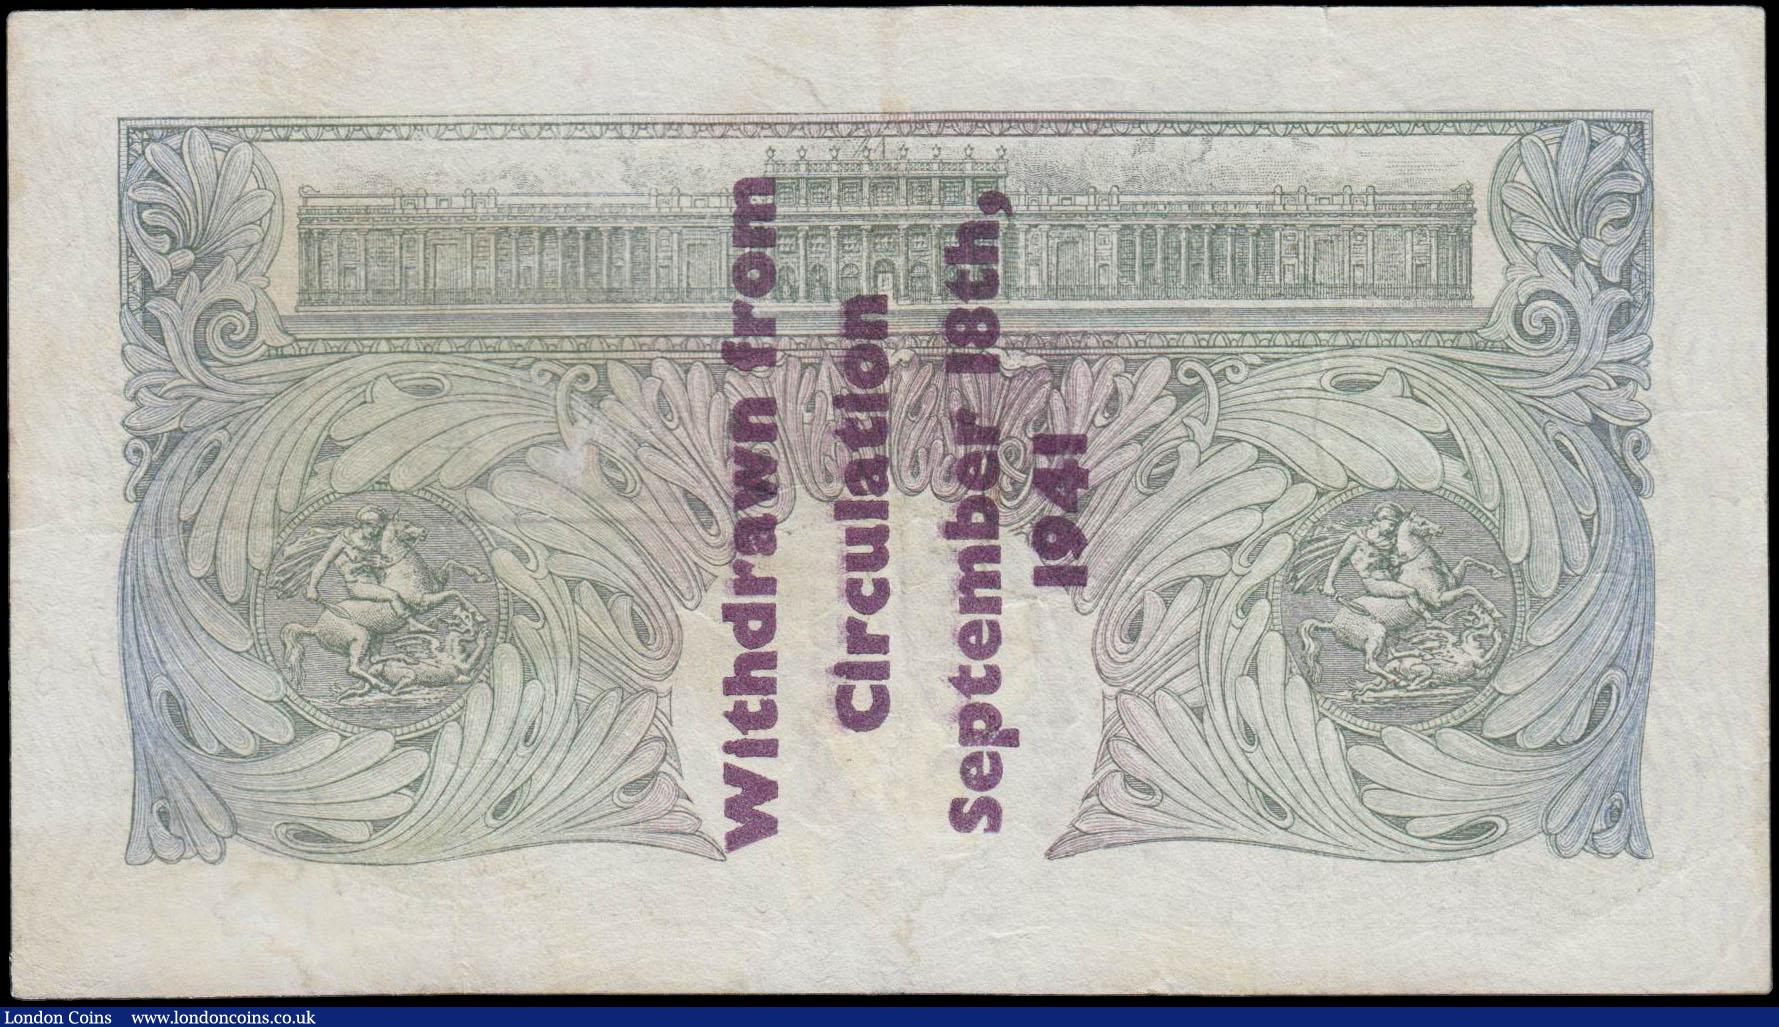 Withdrawn from
Circulation
September 18th,
1941
London Coins www.londoncoins.co.uk